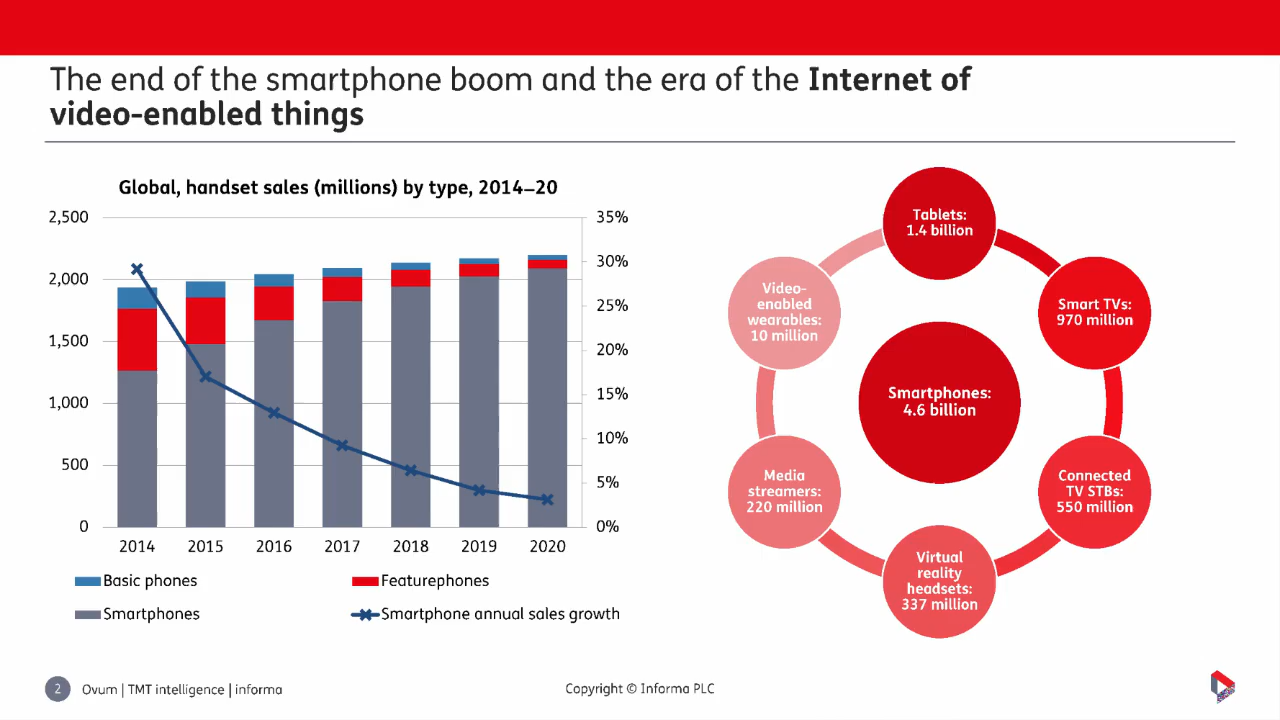 The end of the smartphone boom and the era of the Internet of
video-enabled things
Global, handset sales (millions) by type, 2014–20
2,500
2,000
1,500
1,000
500
0
35%
30%
25%
20%
15%
10%
5%
0%
2014 2015 2016 2017 2018 2019 2020
Basic phones
Featurephones
Smartphones
Smartphone annual sales growth
Tablets:
1.4 billion
Smart TVs:
970 million
Connected
TV STBs:
550 million
Virtual
reality
headsets:
337 million
Media
streamers:
220 million
Video-
enabled
wearables:
10 million
Smartphones:
4.6 billion
2
Ovum | TMT intelligence | informa
Copyright © Informa PLC